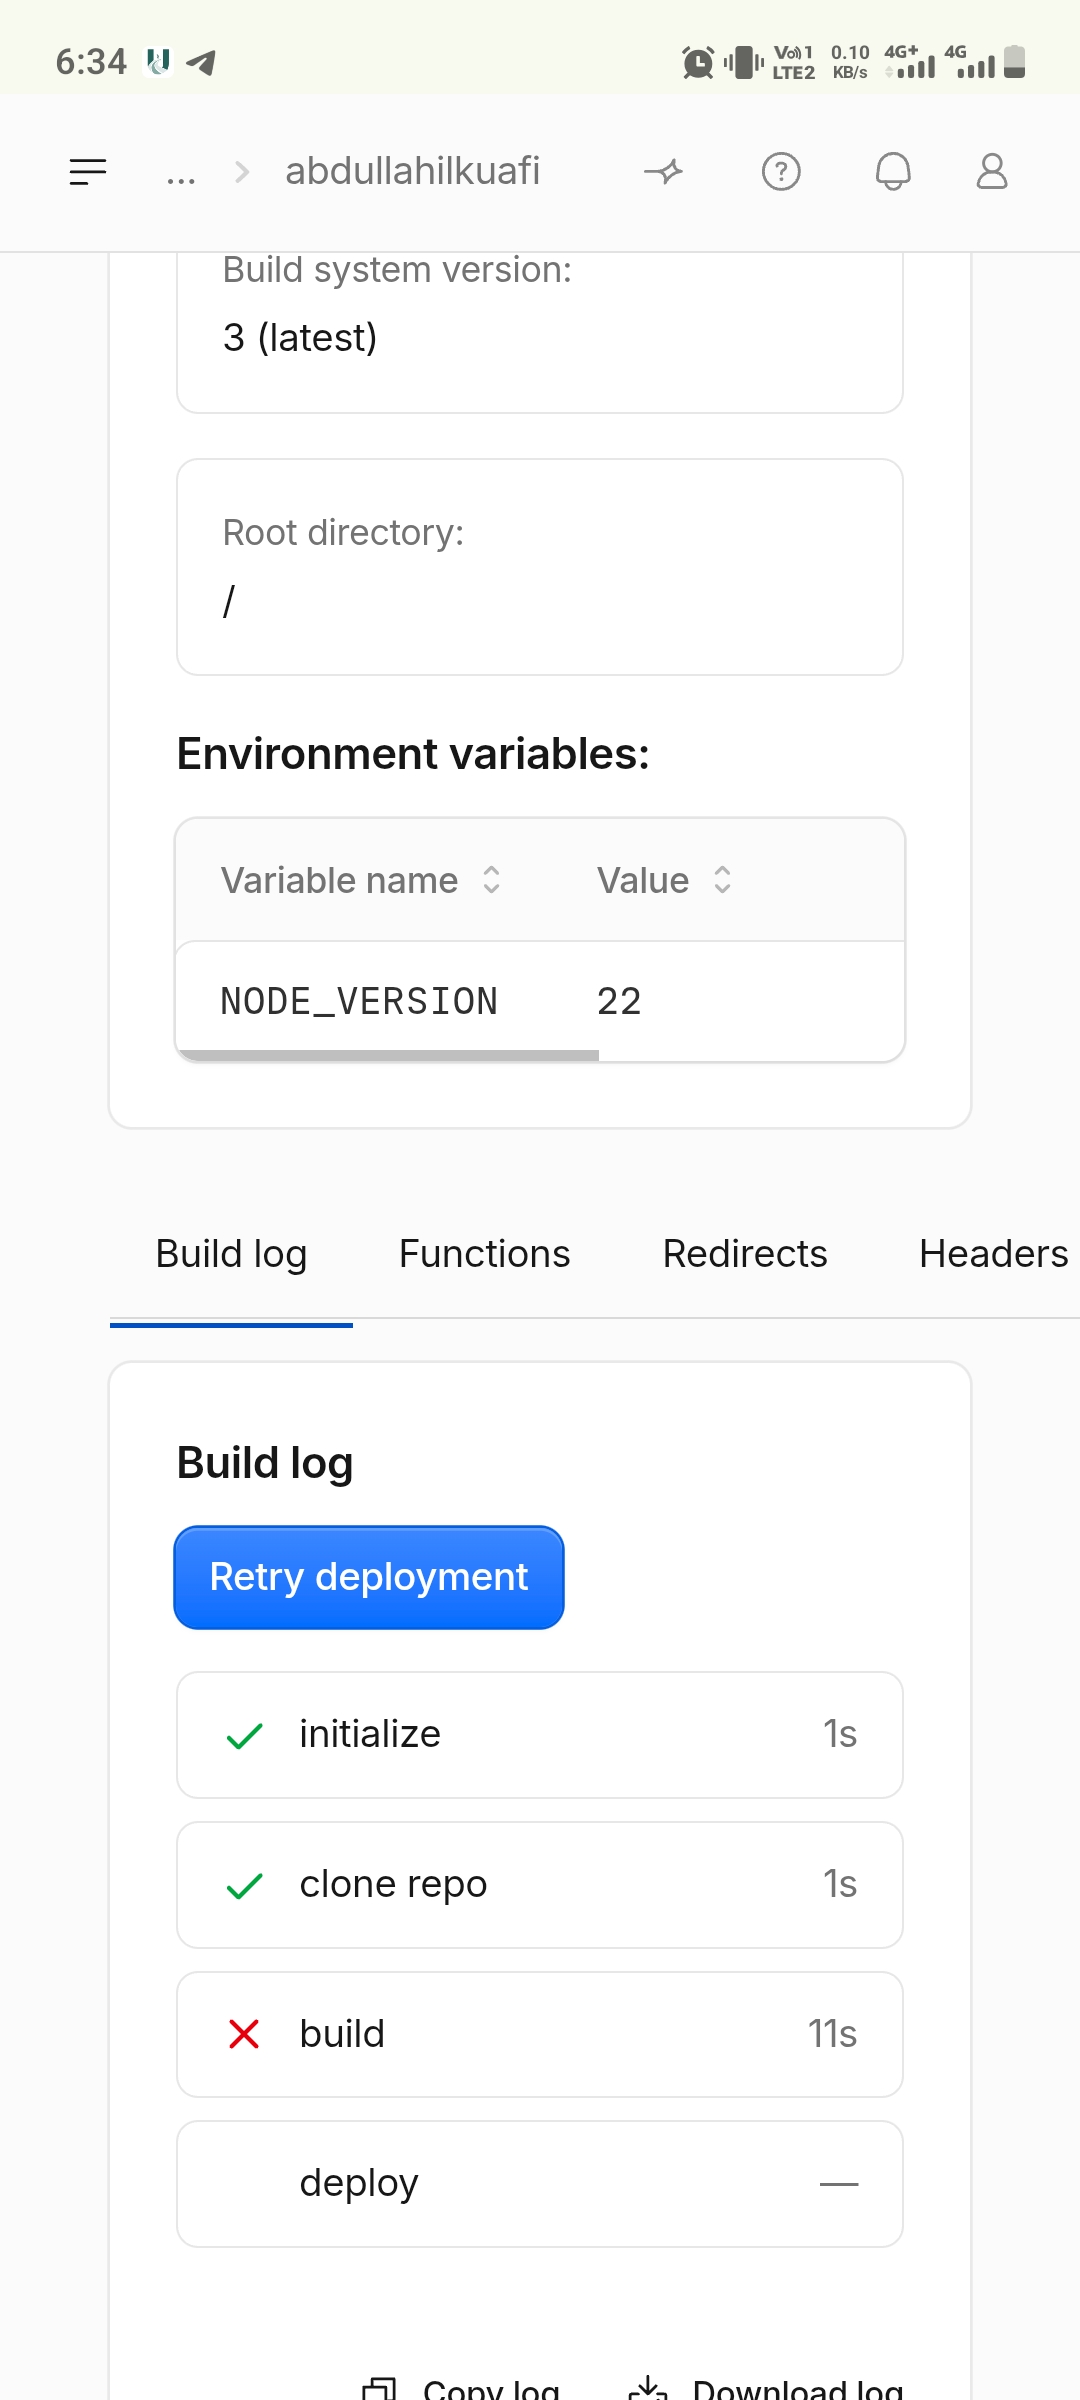 6:34
Vo)) 1
LTE2
0.10
KB/s
4G+
4G
... > abdullahilkuafi
?
Build system version:
3 (latest)
Root directory:
/
Environment variables:
Variable name Value
NODE_VERSION 22
Build log Functions Redirects Headers
Build log
Retry deployment
initialize 1s
clone repo 1s
build 11s
deploy —
Copy log Download log